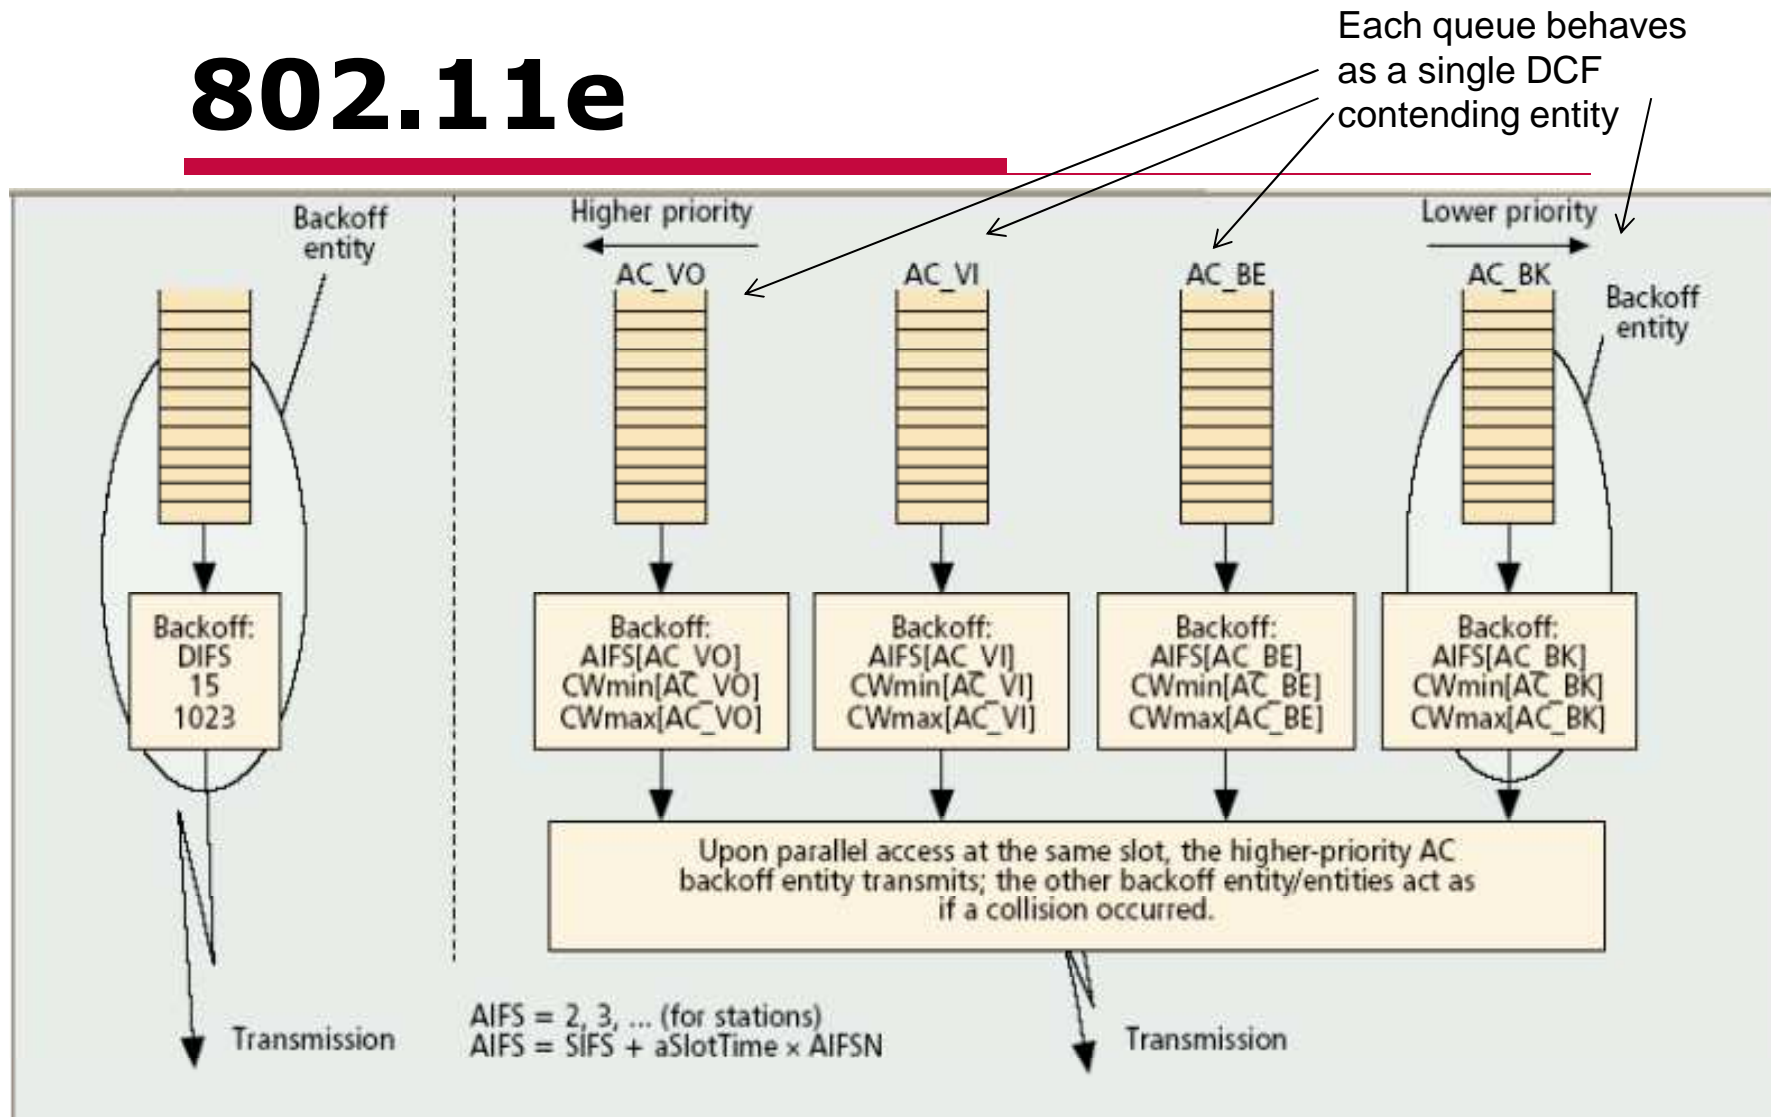 802.11e
Each queue behaves
as a single DCF
contending entity
Backoff
entity
Higher priority
Lower priority
AC_VO
AC_VI
AC_BE
AC_BK
Backoff
entity
Backoff:
DIFS
15
1023
Backoff:
AIFS[AC_VO]
CWmin[AC_VO]
CWmax[AC_VO]
Backoff:
AIFS[AC_VI]
CWmin[AC_VI]
CWmax[AC_VI]
Backoff:
AIFS[AC_BE]
CWmin[AC_BE]
CWmax[AC_BE]
Backoff:
AIFS[AC_BK]
CWmin[AC_BK]
CWmax[AC_BK]
Upon parallel access at the same slot, the higher-priority AC
backoff entity transmits; the other backoff entity/entities act as
if a collision occurred.
Transmission
AIFS = 2, 3, ... (for stations)
AIFS = SIFS + aSlotTime × AIFSN
Transmission